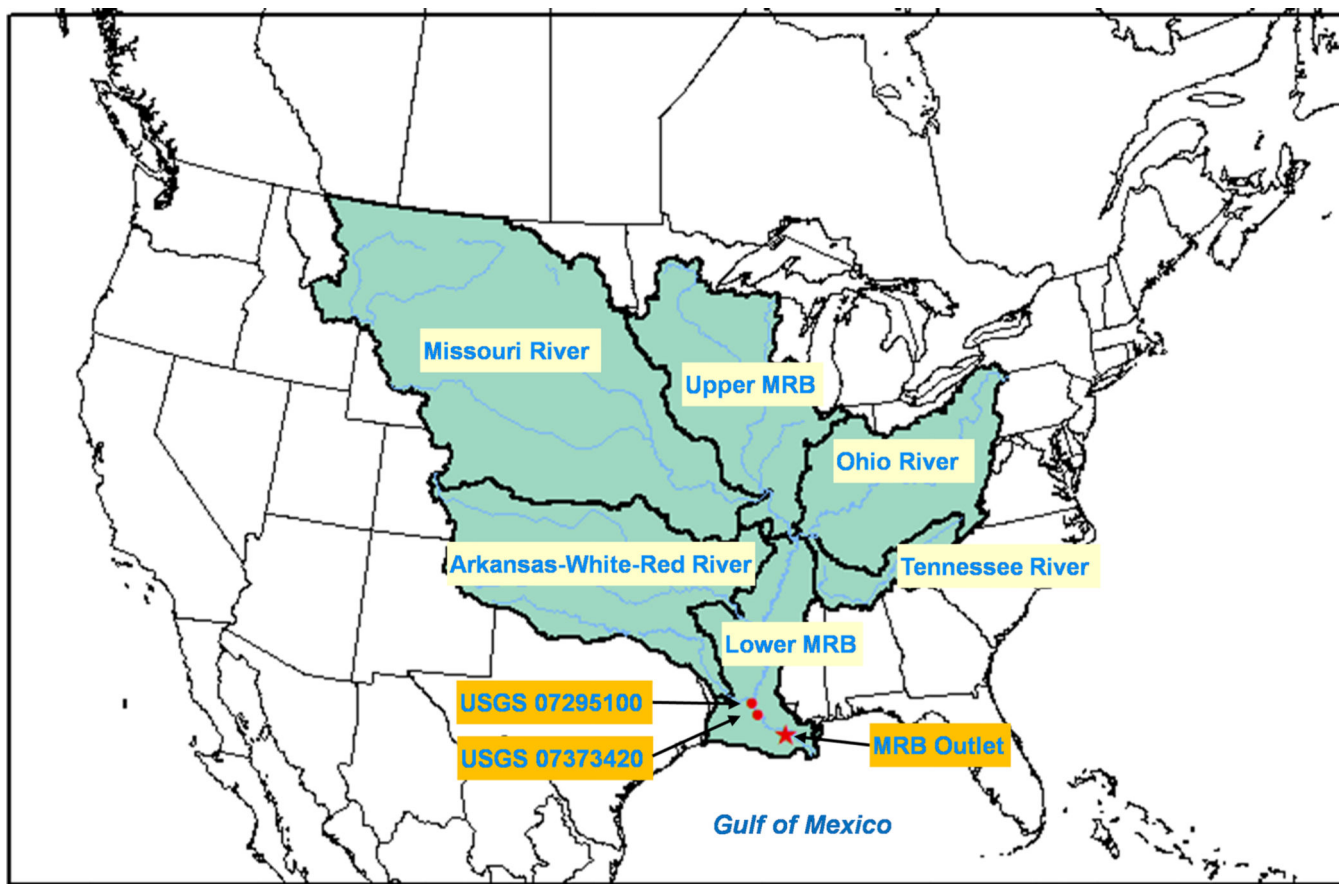 Missouri River
Upper MRB
Ohio River
Arkansas-White-Red River
Tennessee River
Lower MRB
USGS 07295100
USGS 07373420
MRB Outlet
Gulf of Mexico